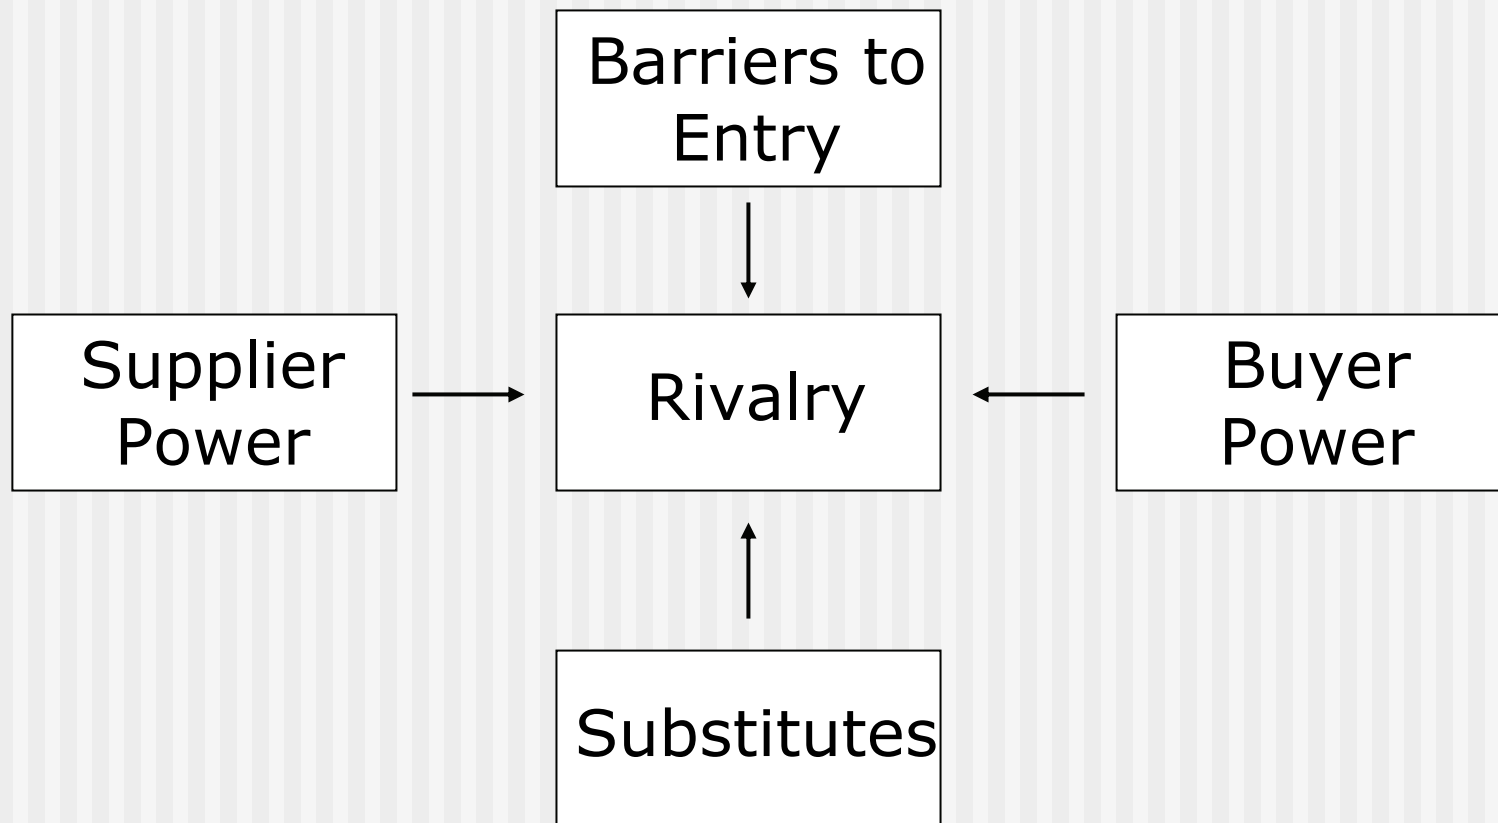 Barriers to
Entry
Supplier
Power
Rivalry
Buyer
Power
Substitutes